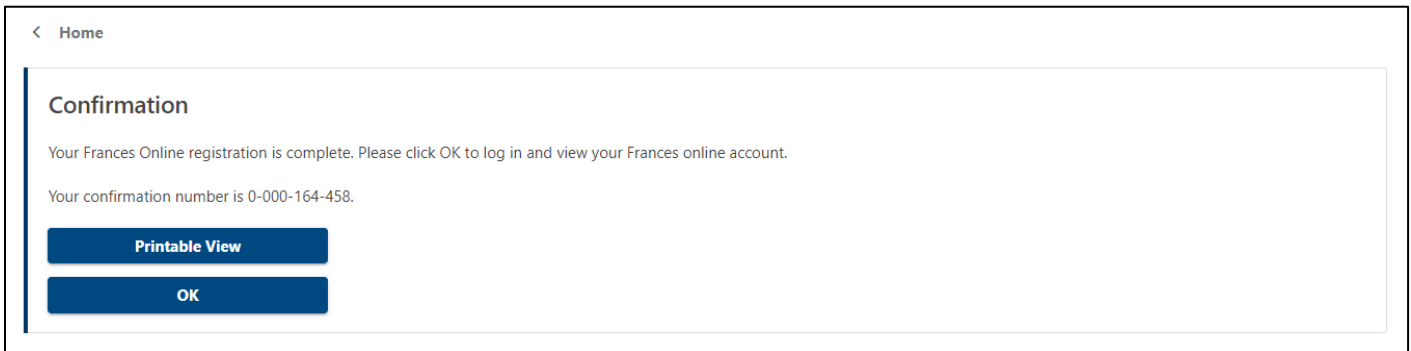 Home
Confirmation
Your Frances Online registration is complete. Please click OK to log in and view your Frances online account.
Your confirmation number is 0-000-164-458.
Printable View
OK